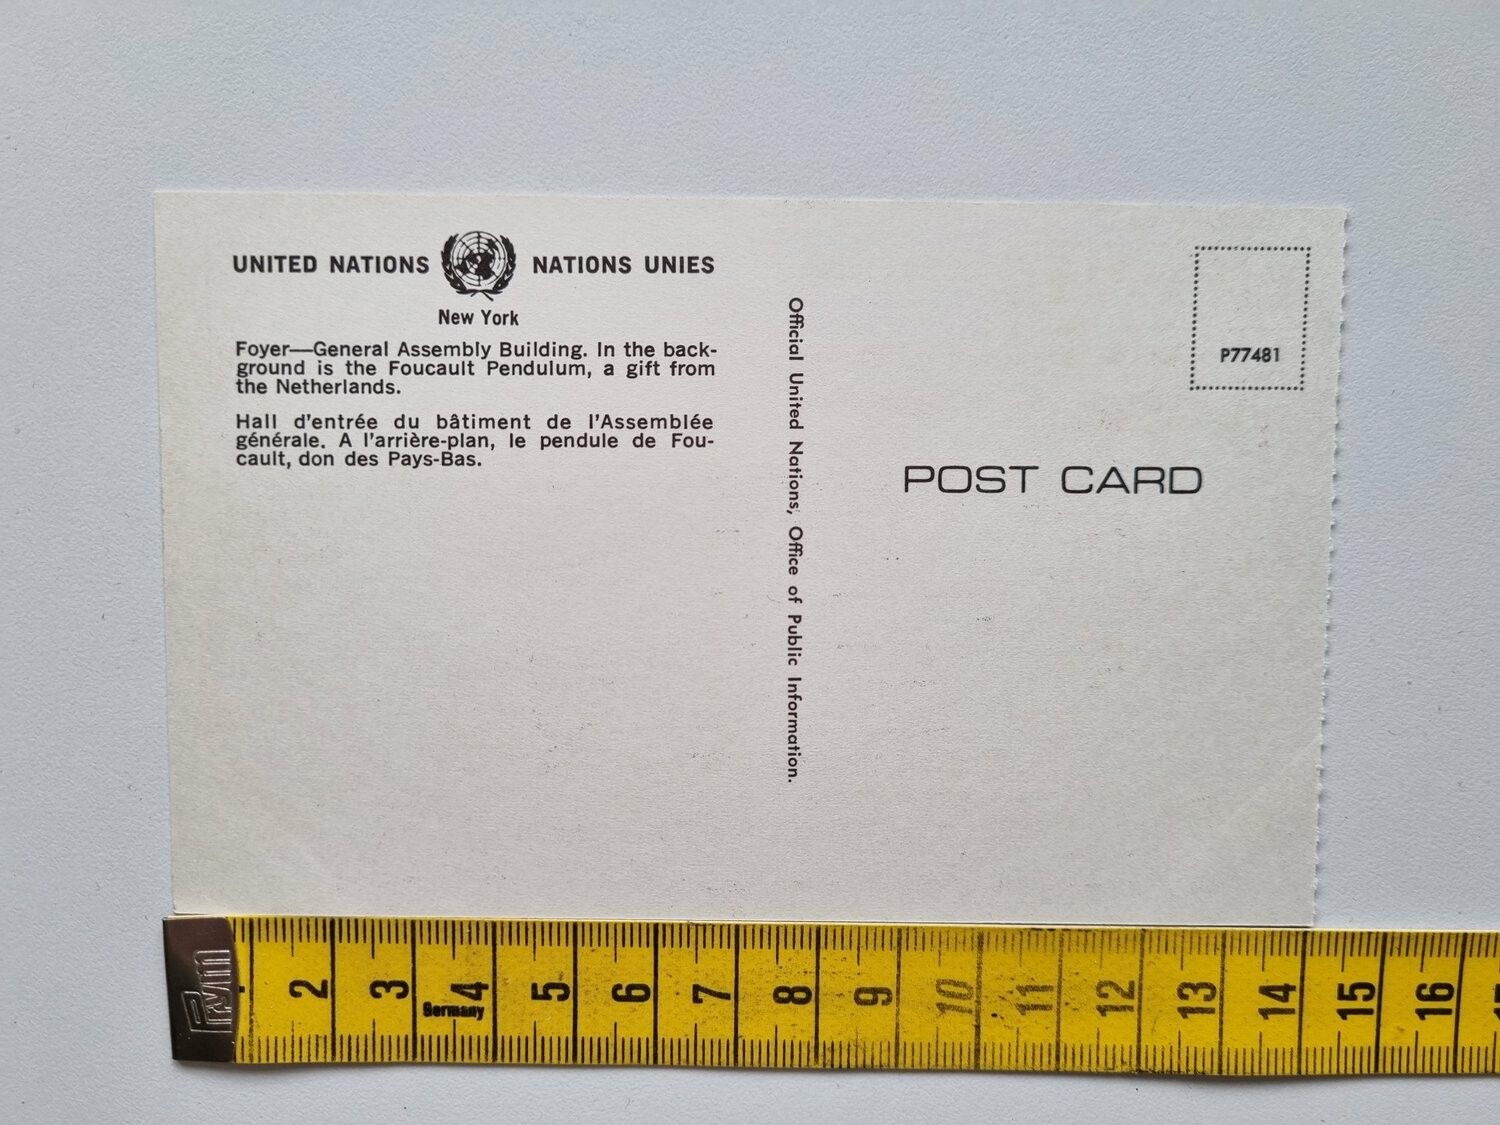 UNITED NATIONS NATIONS UNIES
New York
Foyer—General Assembly Building. In the back-
ground is the Foucault Pendulum, a gift from
the Netherlands.
Hall d'entrée du bâtiment de l'Assemblée
générale. A l'arrière-plan, le pendule de Fou-
cault, don des Pays-Bas.
Official United Nations, Office of Public Information.
P77481
POST CARD
Prym 2 3 4 5 6 7 8 9 10 11 12 13 14 15 16
Germany